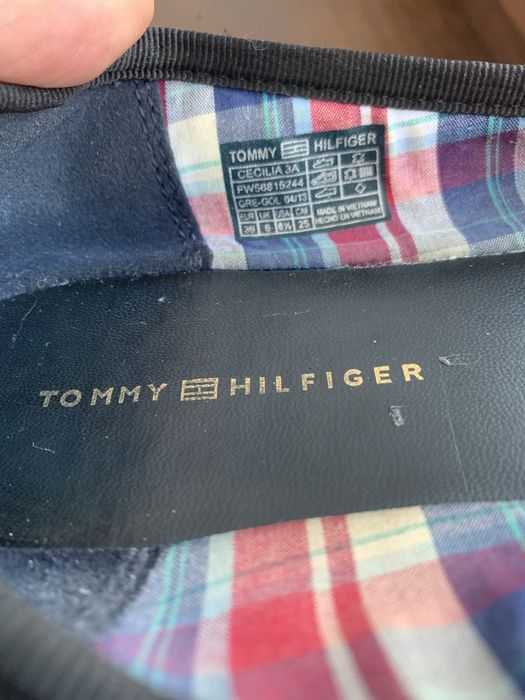 TOMMY HILFIGER
CECILIA 3A
FW56815244
GRE-GOL 04/13
EUR UK USA CM
39 6 8½ 25
MADE IN VIETNAM
HECHO EN VIETNAM
TOMMY HILFIGER